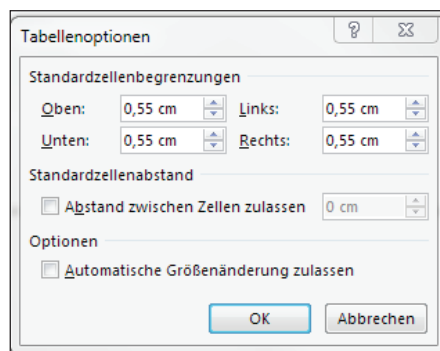 Tabellenoptionen
Standardzellenbegrenzungen
Oben: 0,55 cm Links: 0,55 cm
Unten: 0,55 cm Rechts: 0,55 cm
Standardzellenabstand
Abstand zwischen Zellen zulassen 0 cm
Optionen
Automatische Größenänderung zulassen
OK Abbrechen